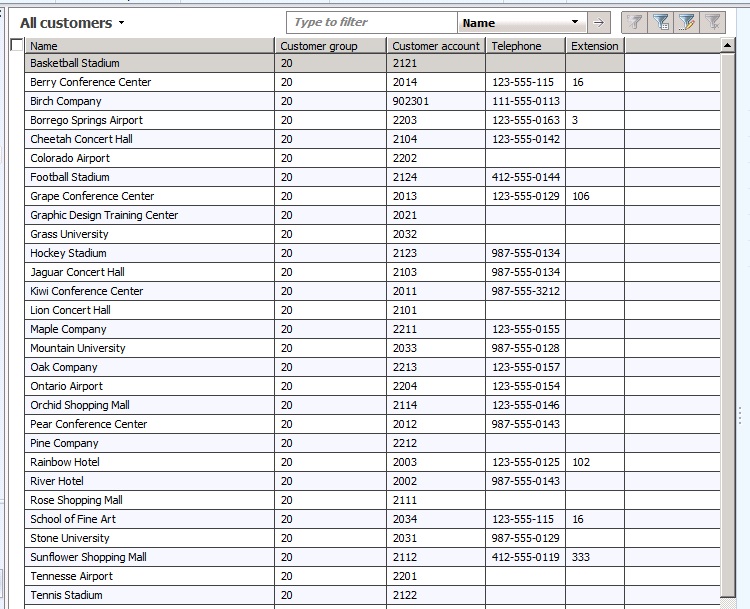 All customers
Type to filter Name
Name Customer group Customer account Telephone Extension
Basketball Stadium 20 2121
Berry Conference Center 20 2014 123-555-115 16
Birch Company 20 902301 111-555-0113
Borrego Springs Airport 20 2203 123-555-0163 3
Cheetah Concert Hall 20 2104 123-555-0142
Colorado Airport 20 2202
Football Stadium 20 2124 412-555-0144
Grape Conference Center 20 2013 123-555-0129 106
Graphic Design Training Center 20 2021
Grass University 20 2032
Hockey Stadium 20 2123 987-555-0134
Jaguar Concert Hall 20 2103 987-555-0134
Kiwi Conference Center 20 2011 987-555-3212
Lion Concert Hall 20 2101
Maple Company 20 2211 123-555-0155
Mountain University 20 2033 987-555-0128
Oak Company 20 2213 123-555-0157
Ontario Airport 20 2204 123-555-0154
Orchid Shopping Mall 20 2114 123-555-0146
Pear Conference Center 20 2012 987-555-0143
Pine Company 20 2212
Rainbow Hotel 20 2003 123-555-0125 102
River Hotel 20 2002 987-555-0143
Rose Shopping Mall 20 2111
School of Fine Art 20 2034 123-555-115 16
Stone University 20 2031 987-555-0129
Sunflower Shopping Mall 20 2112 412-555-0119 333
Tennesse Airport 20 2201
Tennis Stadium 20 2122